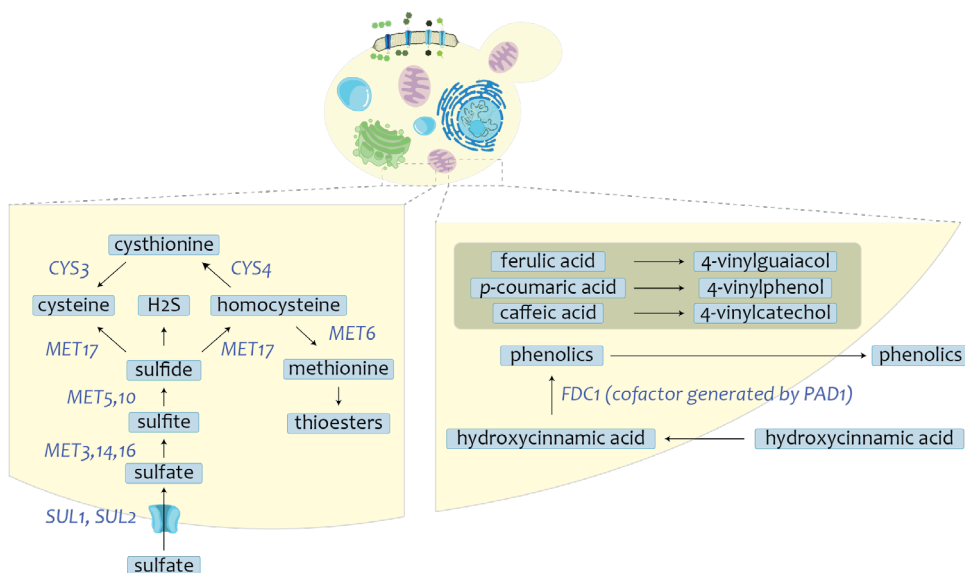 cysthionine
CYS3
CYS4
cysteine
H2S
homocysteine
MET17
MET17
MET6
sulfide
methionine
MET5,10
sulfite
thioesters
MET3,14,16
sulfate
SUL1, SUL2
sulfate
ferulic acid
4-vinylguaiacol
p-coumaric acid
4-vinylphenol
caffeic acid
4-vinylcatechol
phenolics
phenolics
FDC1 (cofactor generated by PAD1)
hydroxycinnamic acid
hydroxycinnamic acid